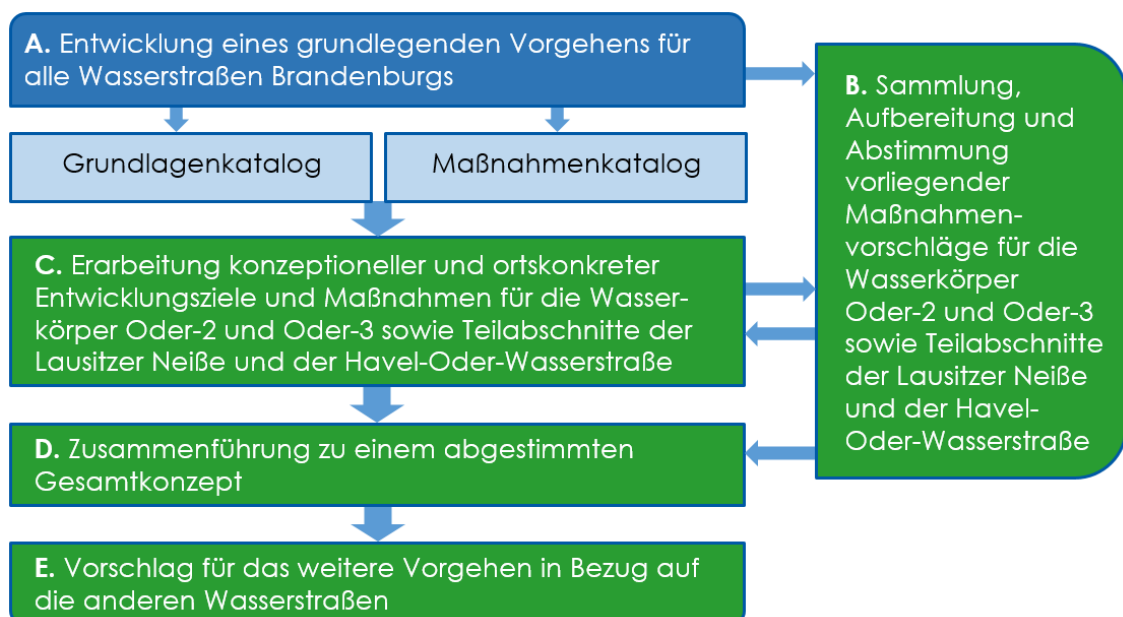 A. Entwicklung eines grundlegenden Vorgehens für
alle Wasserstraßen Brandenburgs
Grundlagenkatalog
Maßnahmenkatalog
B. Sammlung,
Aufbereitung und
Abstimmung
vorliegender
Maßnahmen-
vorschläge für die
Wasserkörper
Oder-2 und Oder-3
sowie Teilabschnitte
der Lausitzer Neiße
und der Havel-
Oder-Wasserstraße
C. Erarbeitung konzeptioneller und ortskonkreter
Entwicklungsziele und Maßnahmen für die Wasser-
körper Oder-2 und Oder-3 sowie Teilabschnitte der
Lausitzer Neiße und der Havel-Oder-Wasserstraße
D. Zusammenführung zu einem abgestimmten
Gesamtkonzept
E. Vorschlag für das weitere Vorgehen in Bezug auf
die anderen Wasserstraßen